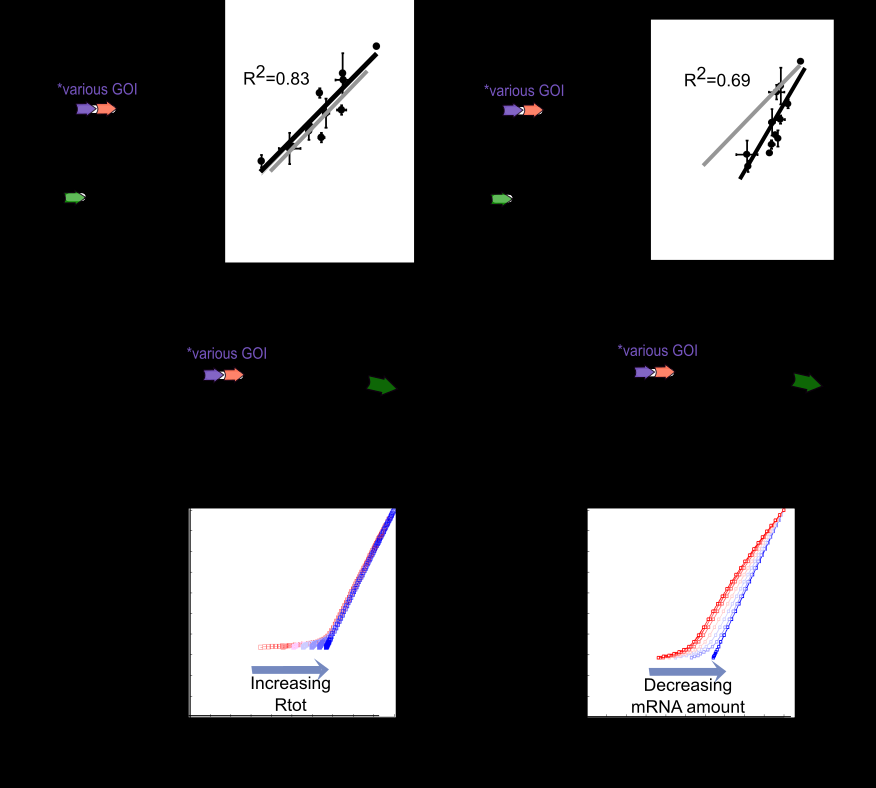 R2=0.83
R2=0.69
*various GOI
*various GOI
*various GOI
*various GOI
Increasing
Rtot
Decreasing
mRNA amount